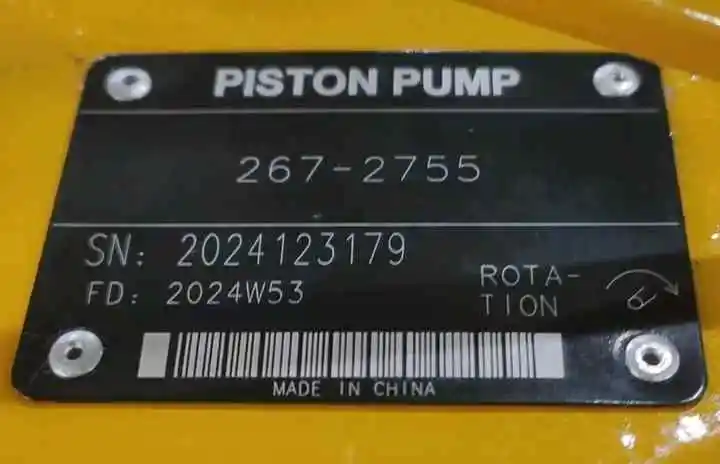 PISTON PUMP
267-2755
SN: 2024123179
FD: 2024W53
ROTA-
TION
MADE IN CHINA